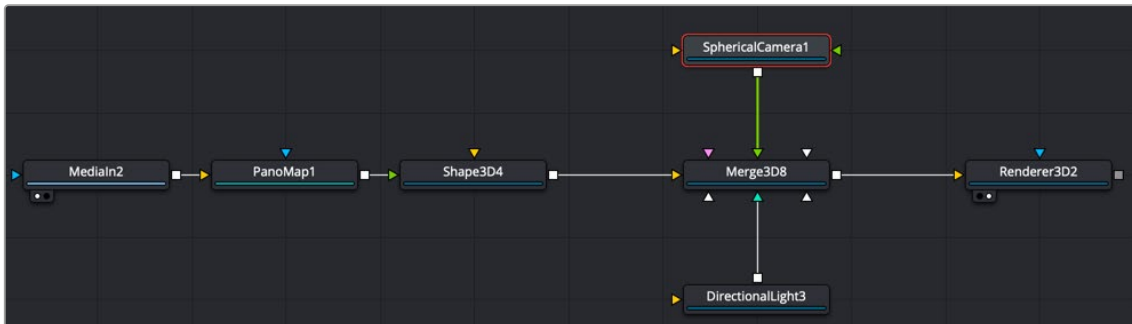 SphericalCamera1
MediaIn2
PanoMap1
Shape3D4
Merge3D8
Renderer3D2
DirectionalLight3